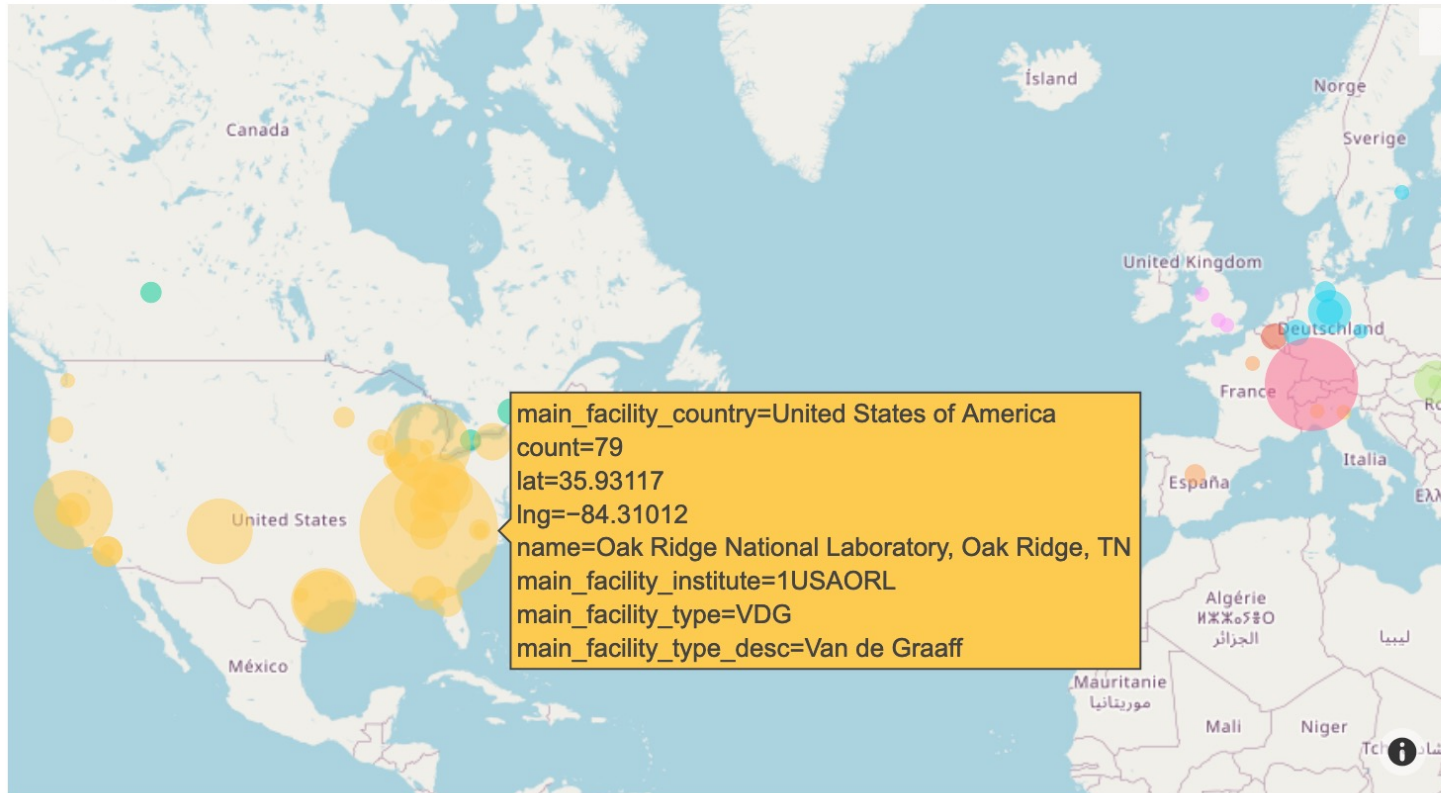 Ísland
Norge
Canada
Sverige
United Kingdom
Deutschland
France
main_facility_country=United States of America
count=79
lat=35.93117
lng=−84.31012
name=Oak Ridge National Laboratory, Oak Ridge, TN
main_facility_institute=1USAORL
main_facility_type=VDG
main_facility_type_desc=Van de Graaff
Italia
España
United States
Algérie
الجزائر
ليبيا
México
Mauritanie
موريتانيا
Mali
Niger